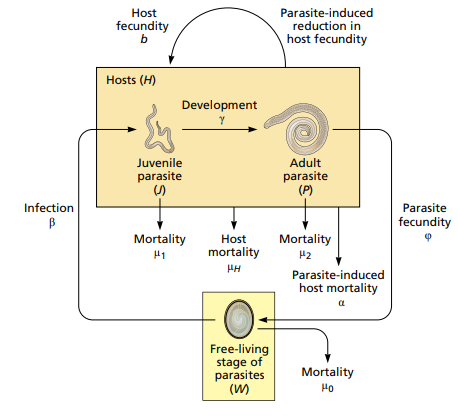 Host
fecundity
b
Parasite-induced
reduction in
host fecundity
Hosts (H)
Development
γ
Juvenile
parasite
(J)
Adult
parasite
(P)
Infection
β
Parasite
fecundity
φ
Mortality
μ1
Host
mortality
μH
Mortality
μ2
Parasite-induced
host mortality
α
Free-living
stage of
parasites
(W)
Mortality
μ0